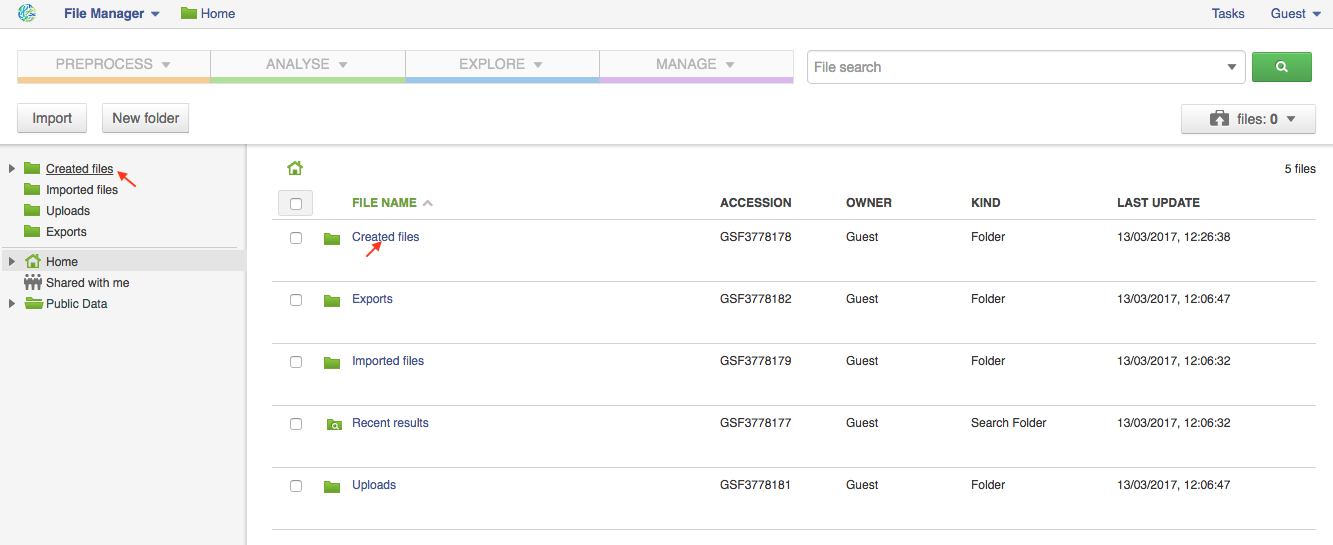 File Manager Home Tasks Guest
PREPROCESS ANALYSE EXPLORE MANAGE File search
Import New folder files: 0
Created files
Imported files
Uploads
Exports
Home
Shared with me
Public Data
5 files
FILE NAME ACCESSION OWNER KIND LAST UPDATE
Created files GSF3778178 Guest Folder 13/03/2017, 12:26:38
Exports GSF3778182 Guest Folder 13/03/2017, 12:06:47
Imported files GSF3778179 Guest Folder 13/03/2017, 12:06:32
Recent results GSF3778177 Guest Search Folder 13/03/2017, 12:06:32
Uploads GSF3778181 Guest Folder 13/03/2017, 12:06:47